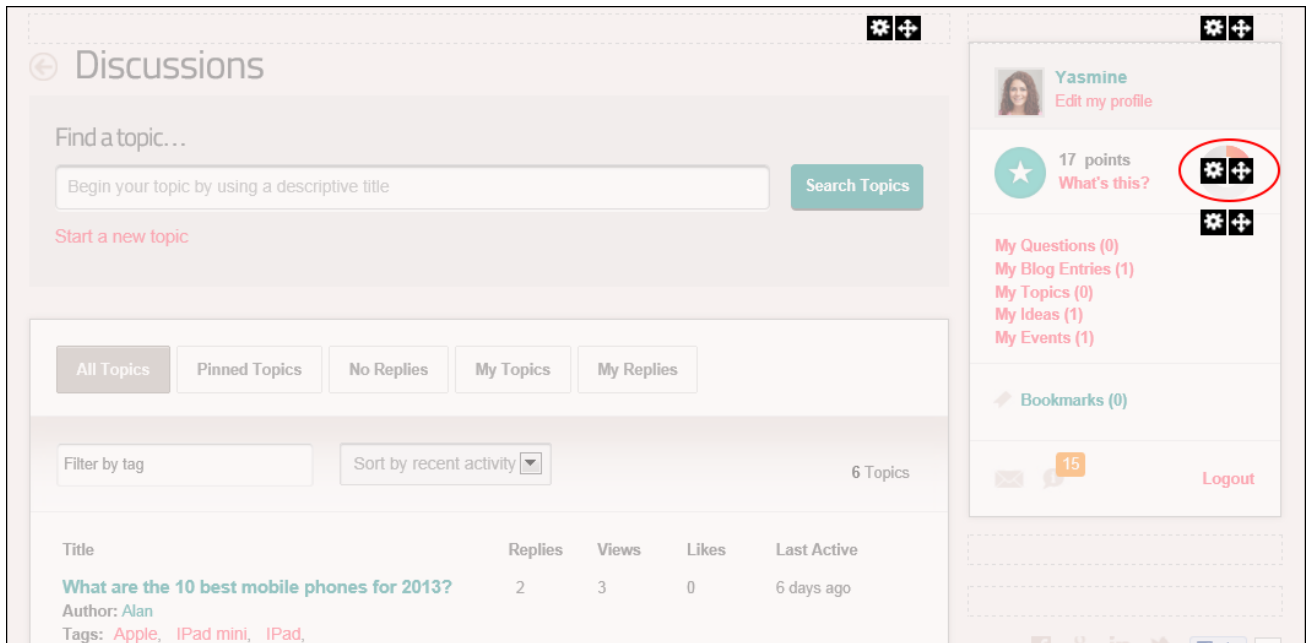 Discussions
Find a topic...
Begin your topic by using a descriptive title
Search Topics
Start a new topic
All Topics
Pinned Topics
No Replies
My Topics
My Replies
Filter by tag
Sort by recent activity
6 Topics
Title
Replies
Views
Likes
Last Active
What are the 10 best mobile phones for 2013?
2
3
0
6 days ago
Author: Alan
Tags: Apple, IPad mini, IPad,
Yasmine
Edit my profile
17 points
What's this?
My Questions (0)
My Blog Entries (1)
My Topics (0)
My Ideas (1)
My Events (1)
Bookmarks (0)
15
Logout